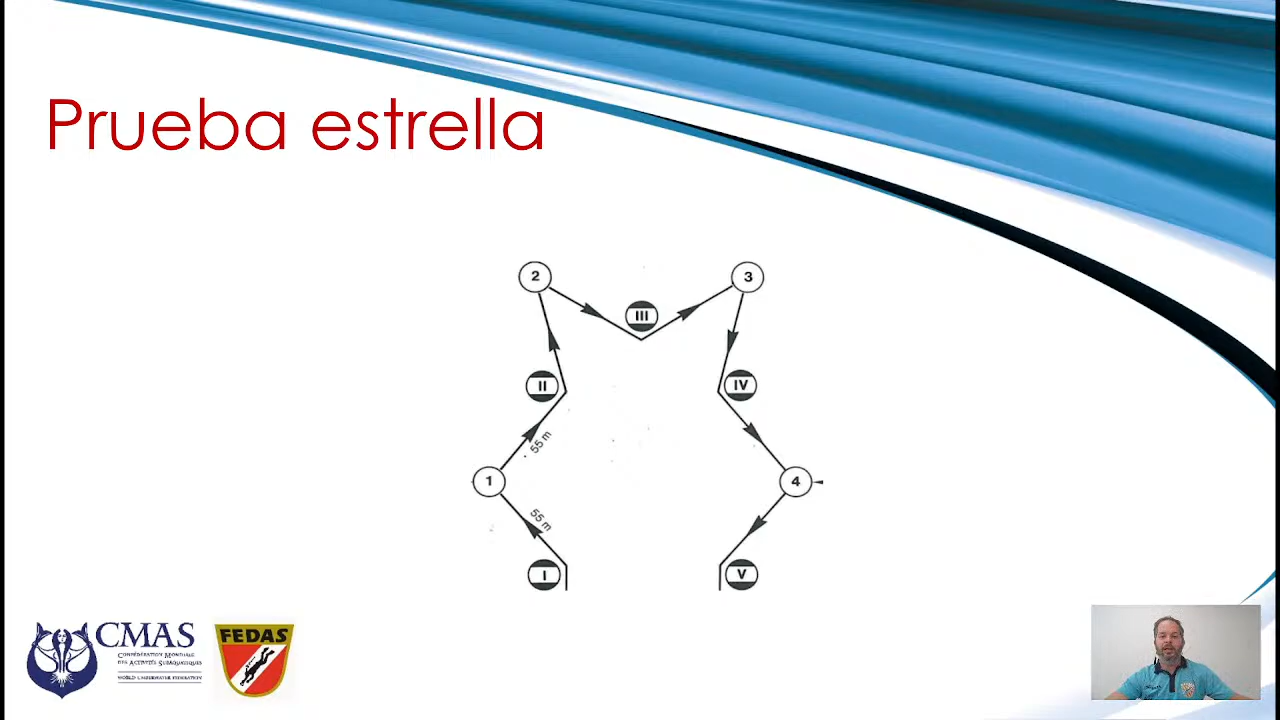 Prueba estrella
2
3
III
II
IV
55 m
1
4
55 m
I
V
CMAS
CONFÉDÉRATION MONDIALE
DES ACTIVITÉS SUBAQUATIQUES
WORLD UNDERWATER FEDERATION
FEDAS